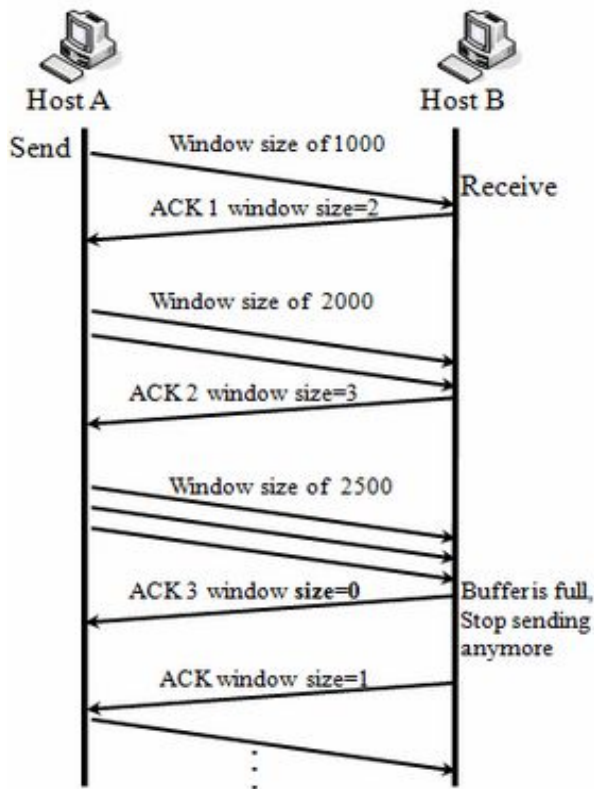 Host A
Host B
Send
Window size of 1000
Receive
ACK 1 window size=2
Window size of 2000
ACK 2 window size=3
Window size of 2500
ACK 3 window size=0
Buffer is full,
Stop sending
anymore
ACK window size=1